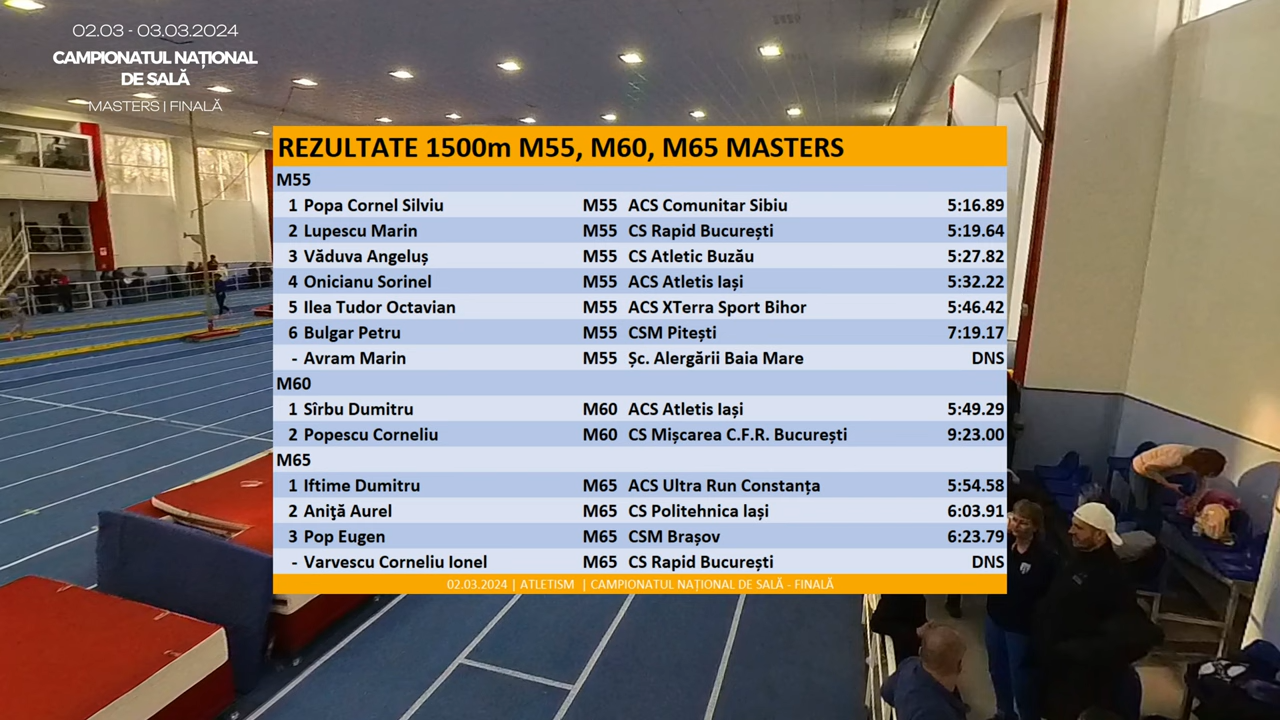 02.03 - 03.03.2024
CAMPIONATUL NAȚIONAL
DE SALĂ
MASTERS | FINALĂ
REZULTATE 1500m M55, M60, M65 MASTERS
M55
1 Popa Cornel Silviu M55 ACS Comunitar Sibiu 5:16.89
2 Lupescu Marin M55 CS Rapid București 5:19.64
3 Văduva Angeluș M55 CS Atletic Buzău 5:27.82
4 Onicianu Sorinel M55 ACS Atletis Iași 5:32.22
5 Ilea Tudor Octavian M55 ACS XTerra Sport Bihor 5:46.42
6 Bulgar Petru M55 CSM Pitești 7:19.17
- Avram Marin M55 Șc. Alergării Baia Mare DNS
M60
1 Sîrbu Dumitru M60 ACS Atletis Iași 5:49.29
2 Popescu Corneliu M60 CS Mișcarea C.F.R. București 9:23.00
M65
1 Iftime Dumitru M65 ACS Ultra Run Constanța 5:54.58
2 Aniţă Aurel M65 CS Politehnica Iași 6:03.91
3 Pop Eugen M65 CSM Brașov 6:23.79
- Varvescu Corneliu Ionel M65 CS Rapid București DNS
02.03.2024 | ATLETISM | CAMPIONATUL NAȚIONAL DE SALĂ - FINALĂ